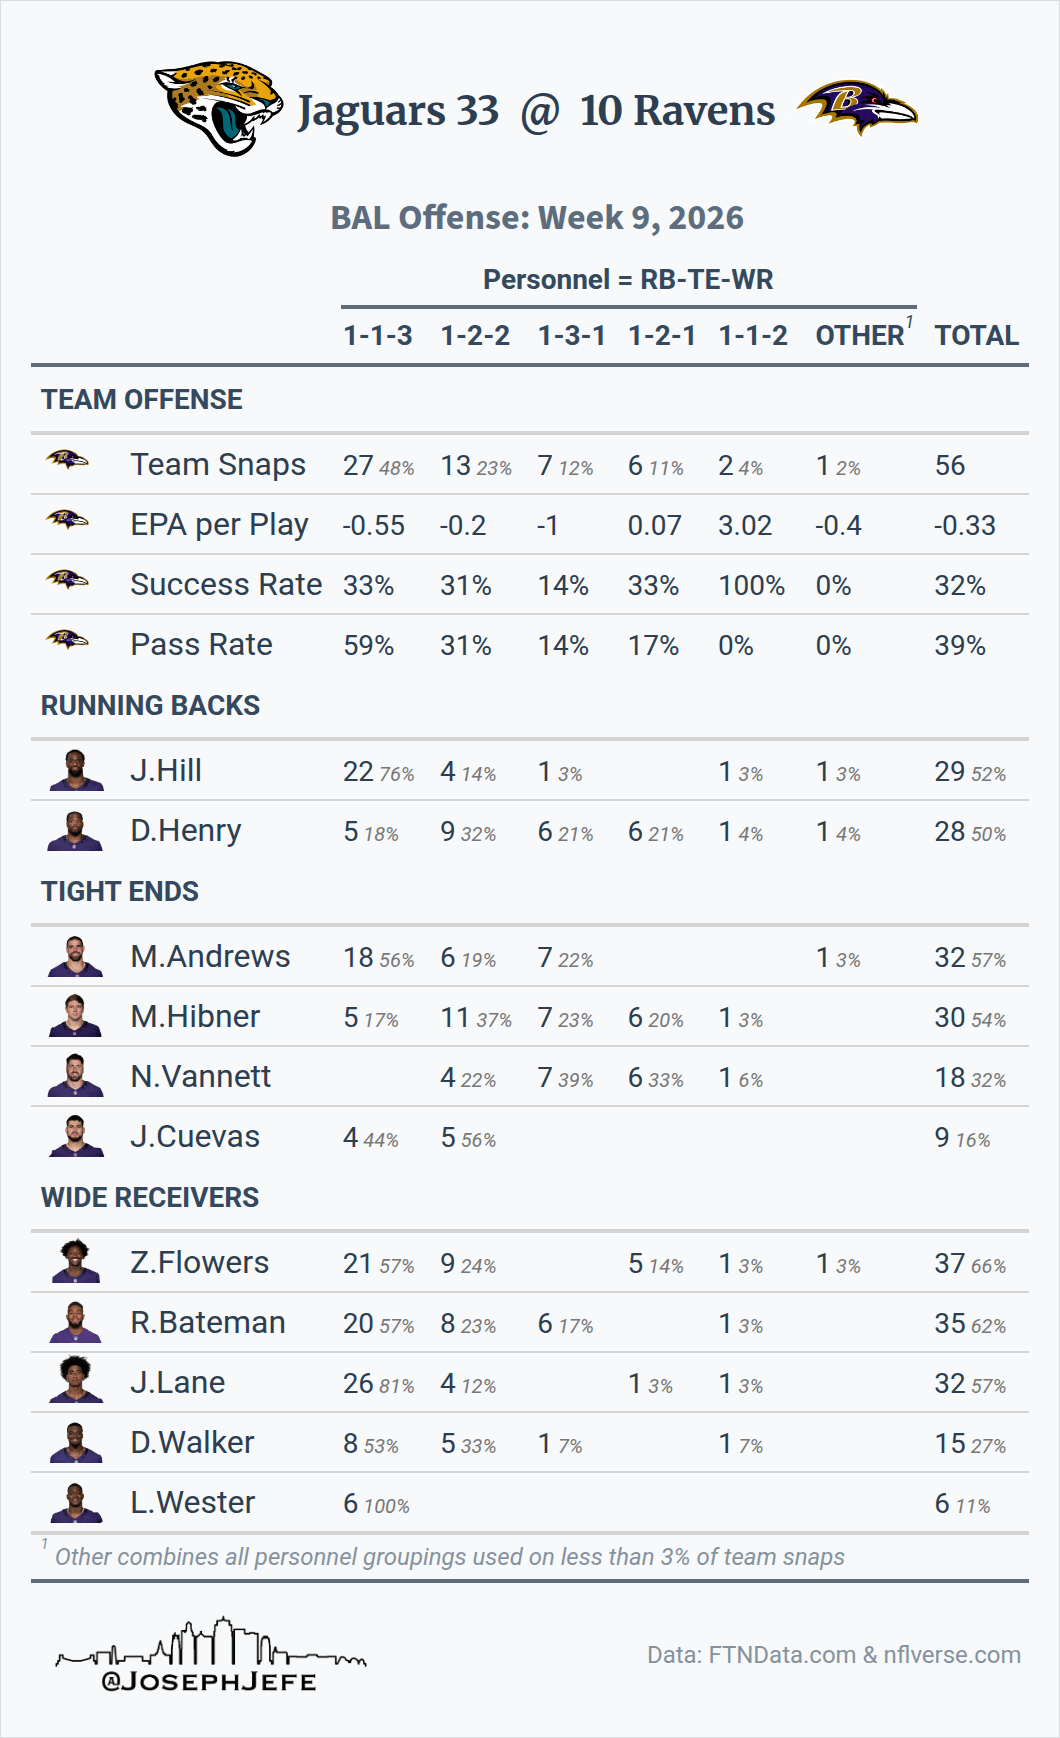 Jaguars 33 @ 10 Ravens
BAL Offense: Week 9, 2026
Personnel = RB-TE-WR
1-1-3 1-2-2 1-3-1 1-2-1 1-1-2 OTHER1 TOTAL
TEAM OFFENSE
Team Snaps 27 48% 13 23% 7 12% 6 11% 2 4% 1 2% 56
EPA per Play -0.55 -0.2 -1 0.07 3.02 -0.4 -0.33
Success Rate 33% 31% 14% 33% 100% 0% 32%
Pass Rate 59% 31% 14% 17% 0% 0% 39%
RUNNING BACKS
J.Hill 22 76% 4 14% 1 3% 1 3% 1 3% 29 52%
D.Henry 5 18% 9 32% 6 21% 6 21% 1 4% 1 4% 28 50%
TIGHT ENDS
M.Andrews 18 56% 6 19% 7 22% 1 3% 32 57%
M.Hibner 5 17% 11 37% 7 23% 6 20% 1 3% 30 54%
N.Vannett 4 22% 7 39% 6 33% 1 6% 18 32%
J.Cuevas 4 44% 5 56% 9 16%
WIDE RECEIVERS
Z.Flowers 21 57% 9 24% 5 14% 1 3% 1 3% 37 66%
R.Bateman 20 57% 8 23% 6 17% 1 3% 35 62%
J.Lane 26 81% 4 12% 1 3% 1 3% 32 57%
D.Walker 8 53% 5 33% 1 7% 1 7% 15 27%
L.Wester 6 100% 6 11%
1 Other combines all personnel groupings used on less than 3% of team snaps
@JOSEPHJEFE
Data: FTNData.com & nflverse.com